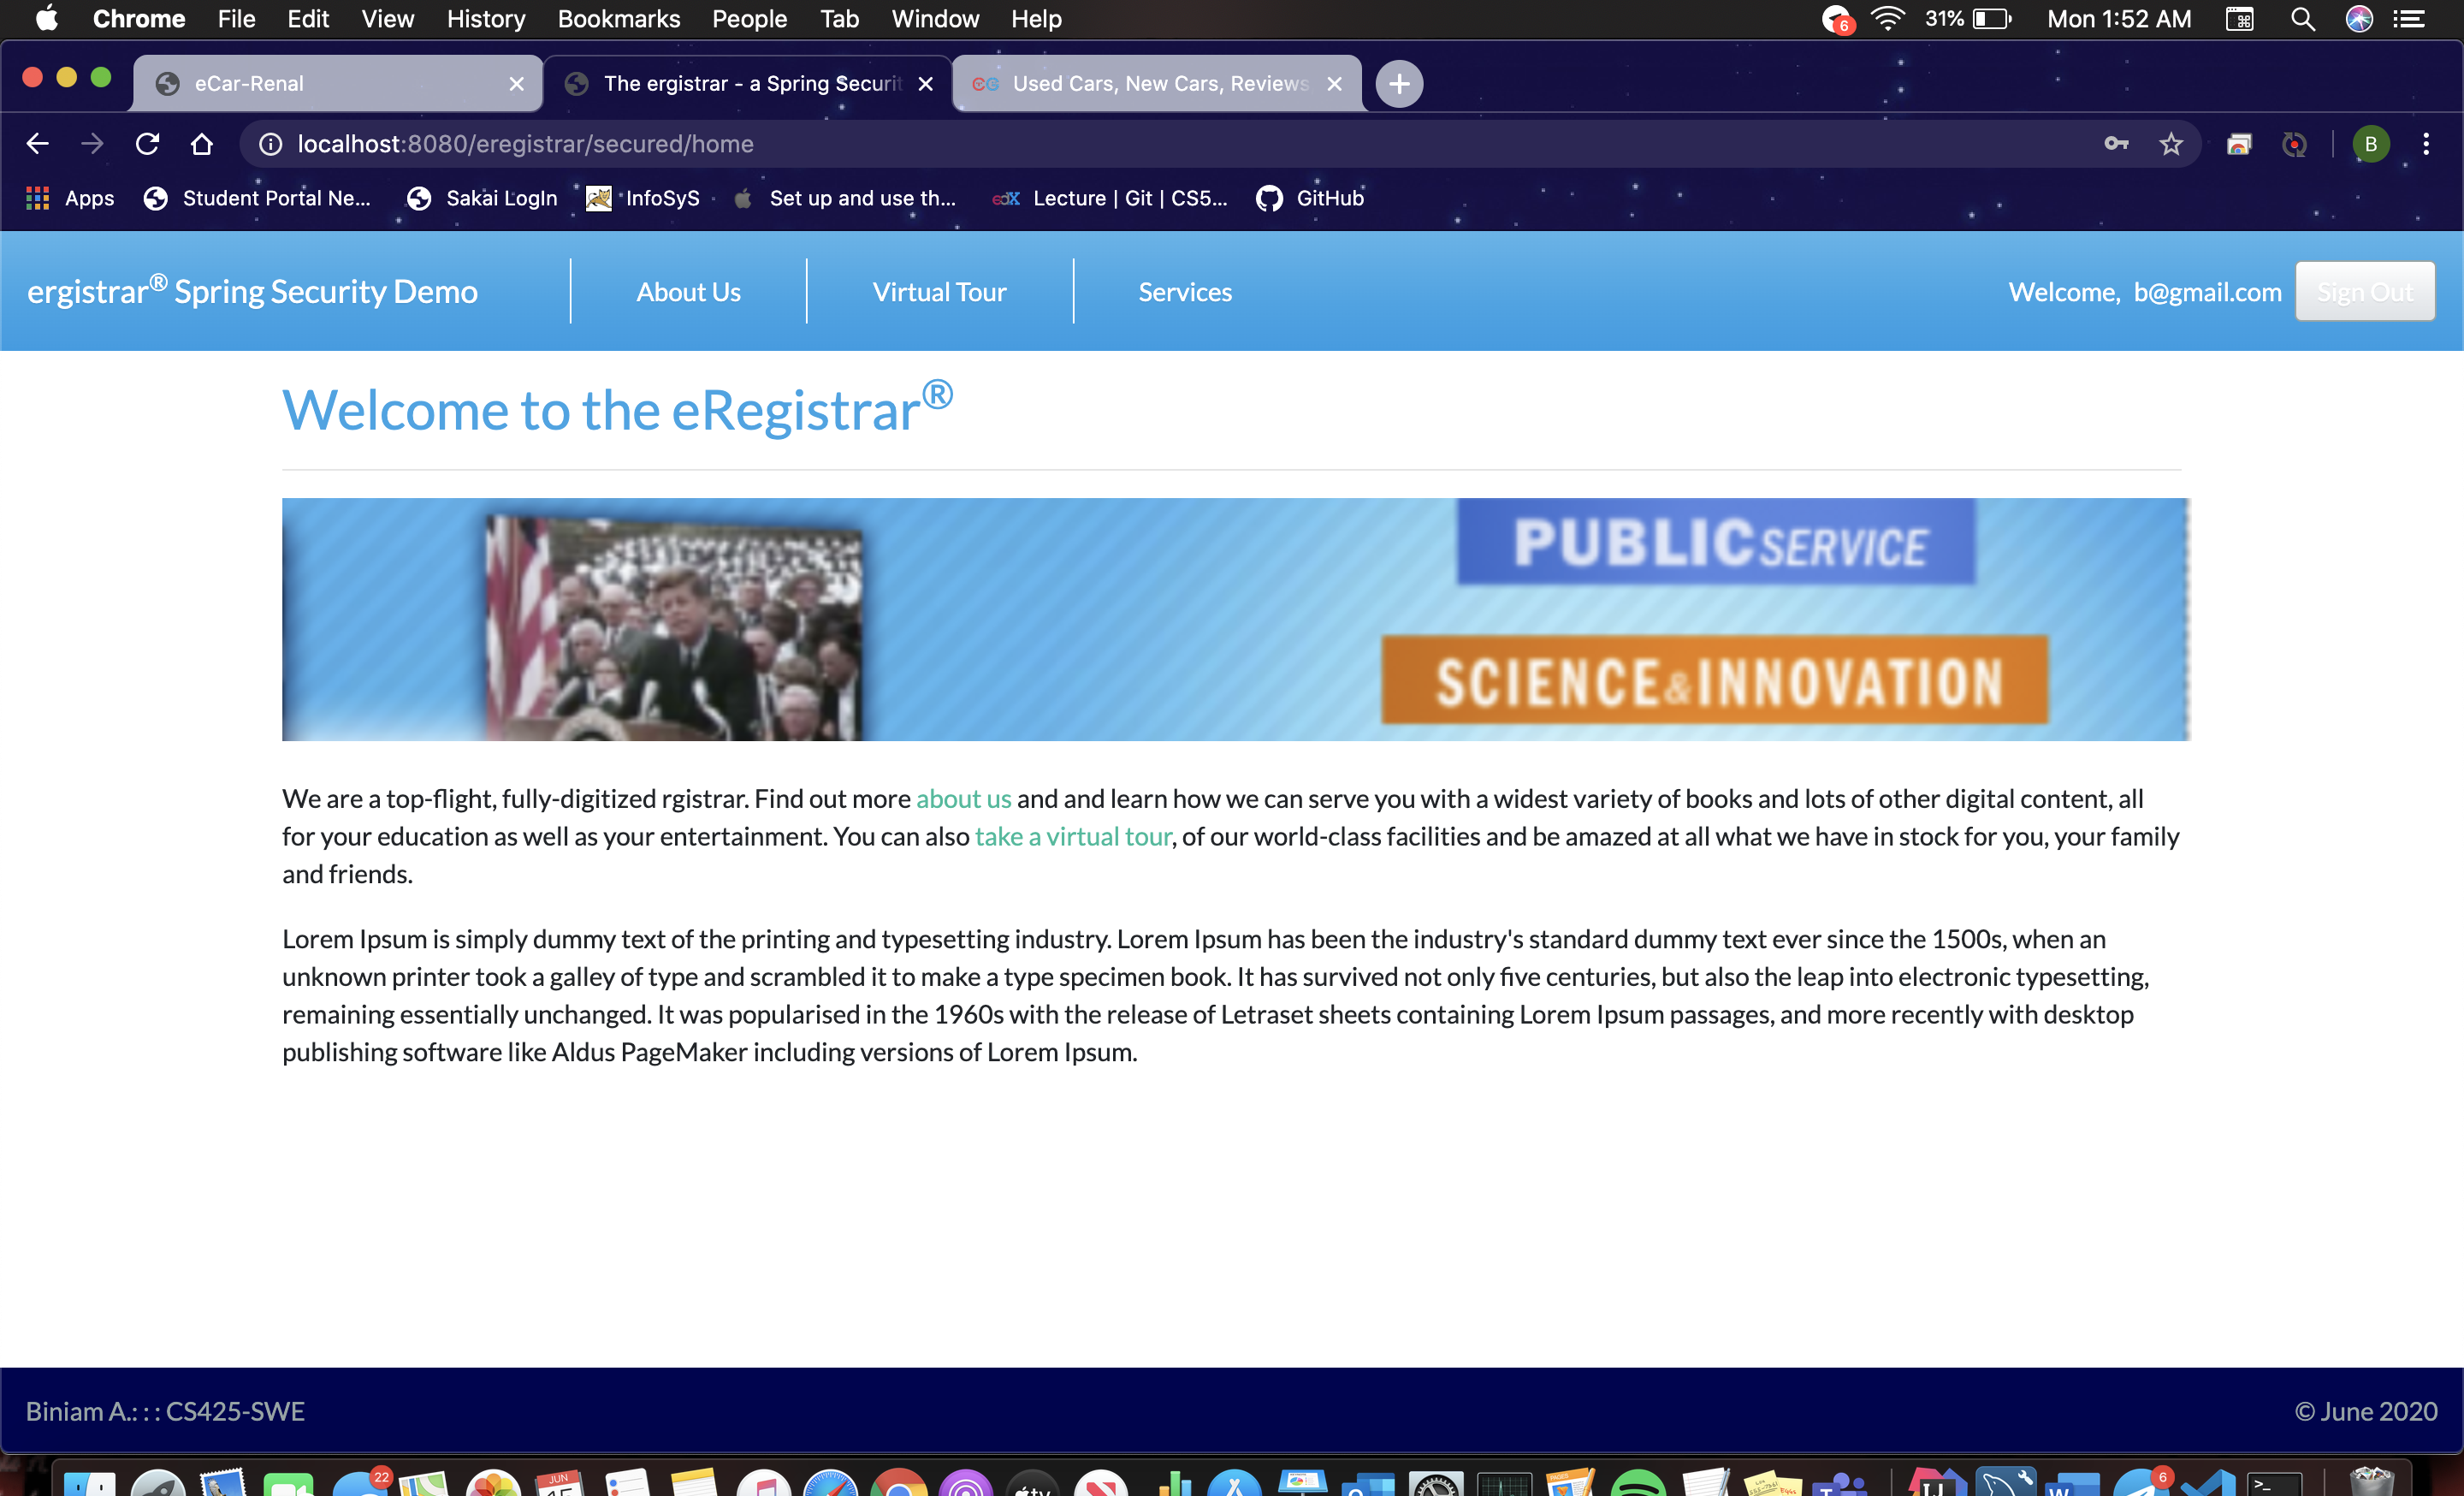 Chrome File Edit View History Bookmarks People Tab Window Help 6 31% Mon 1:52 AM
eCar-Renal The ergistrar - a Spring Securit Used Cars, New Cars, Reviews
localhost:8080/eregistrar/secured/home B
Apps Student Portal Ne... Sakai LogIn InfoSyS Set up and use th... edX Lecture | Git | CS5... GitHub
ergistrar® Spring Security Demo About Us Virtual Tour Services Welcome, b@gmail.com Sign Out
Welcome to the eRegistrar®
PUBLIC SERVICE
SCIENCE & INNOVATION
We are a top-flight, fully-digitized rgistrar. Find out more about us and and learn how we can serve you with a widest variety of books and lots of other digital content, all
for your education as well as your entertainment. You can also take a virtual tour, of our world-class facilities and be amazed at all what we have in stock for you, your family
and friends.
Lorem Ipsum is simply dummy text of the printing and typesetting industry. Lorem Ipsum has been the industry's standard dummy text ever since the 1500s, when an
unknown printer took a galley of type and scrambled it to make a type specimen book. It has survived not only five centuries, but also the leap into electronic typesetting,
remaining essentially unchanged. It was popularised in the 1960s with the release of Letraset sheets containing Lorem Ipsum passages, and more recently with desktop
publishing software like Aldus PageMaker including versions of Lorem Ipsum.
Biniam A.: : : CS425-SWE © June 2020
22 JUN 6